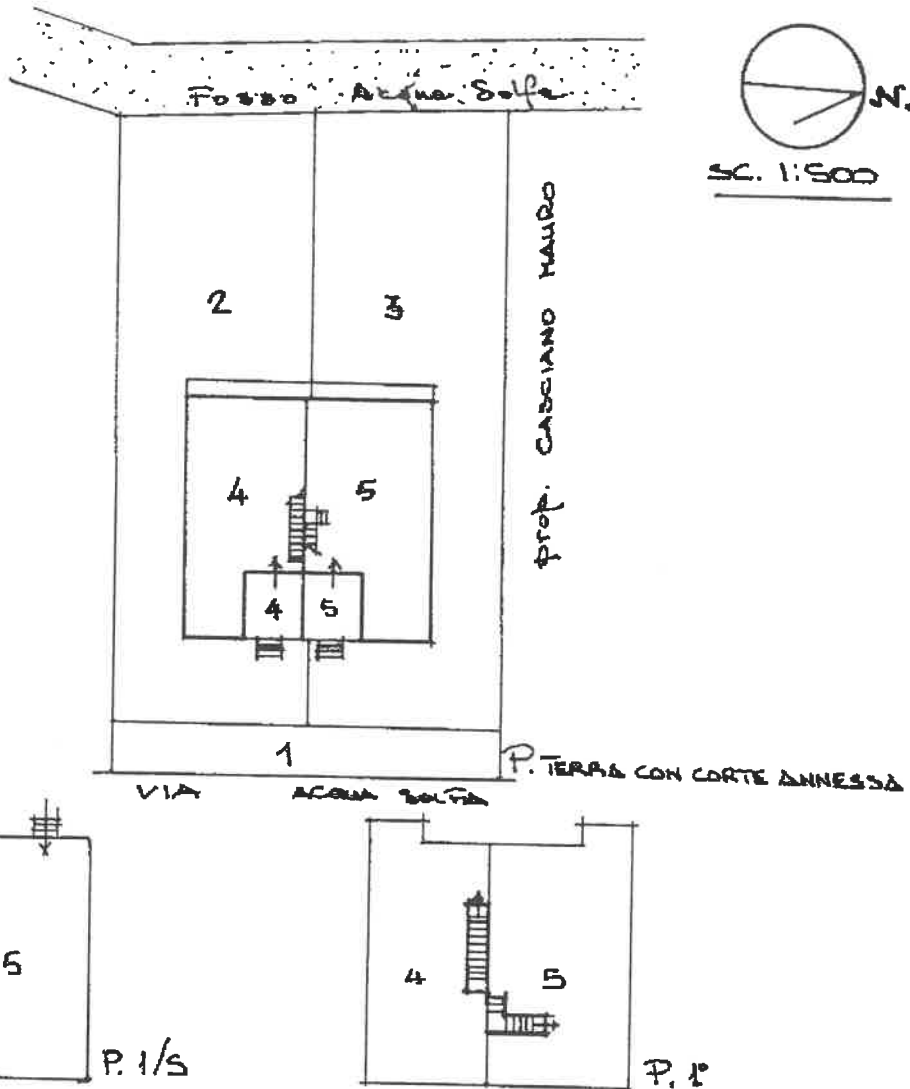 Fosso Acqua Solfa
N.
SC. 1:500
2
3
prop. CASCIANO MAURO
4
5
4
5
1
P. TERRA CON CORTE ANNESSA
VIA ACQUA SOLFA
5
P. 1/S
4
5
P. 1°